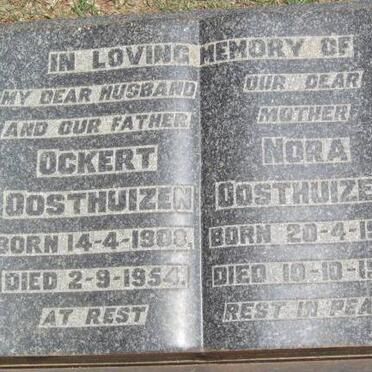 IN LOVING MEMORY OF
MY DEAR HUSBAND
AND OUR FATHER
OCKERT
OOSTHUIZEN
BORN 14-4-1908.
DIED 2-9-1954.
AT REST
OUR DEAR
MOTHER
NORA
OOSTHUIZE
BORN 20-4-1
DIED 10-10-1
REST IN PEA